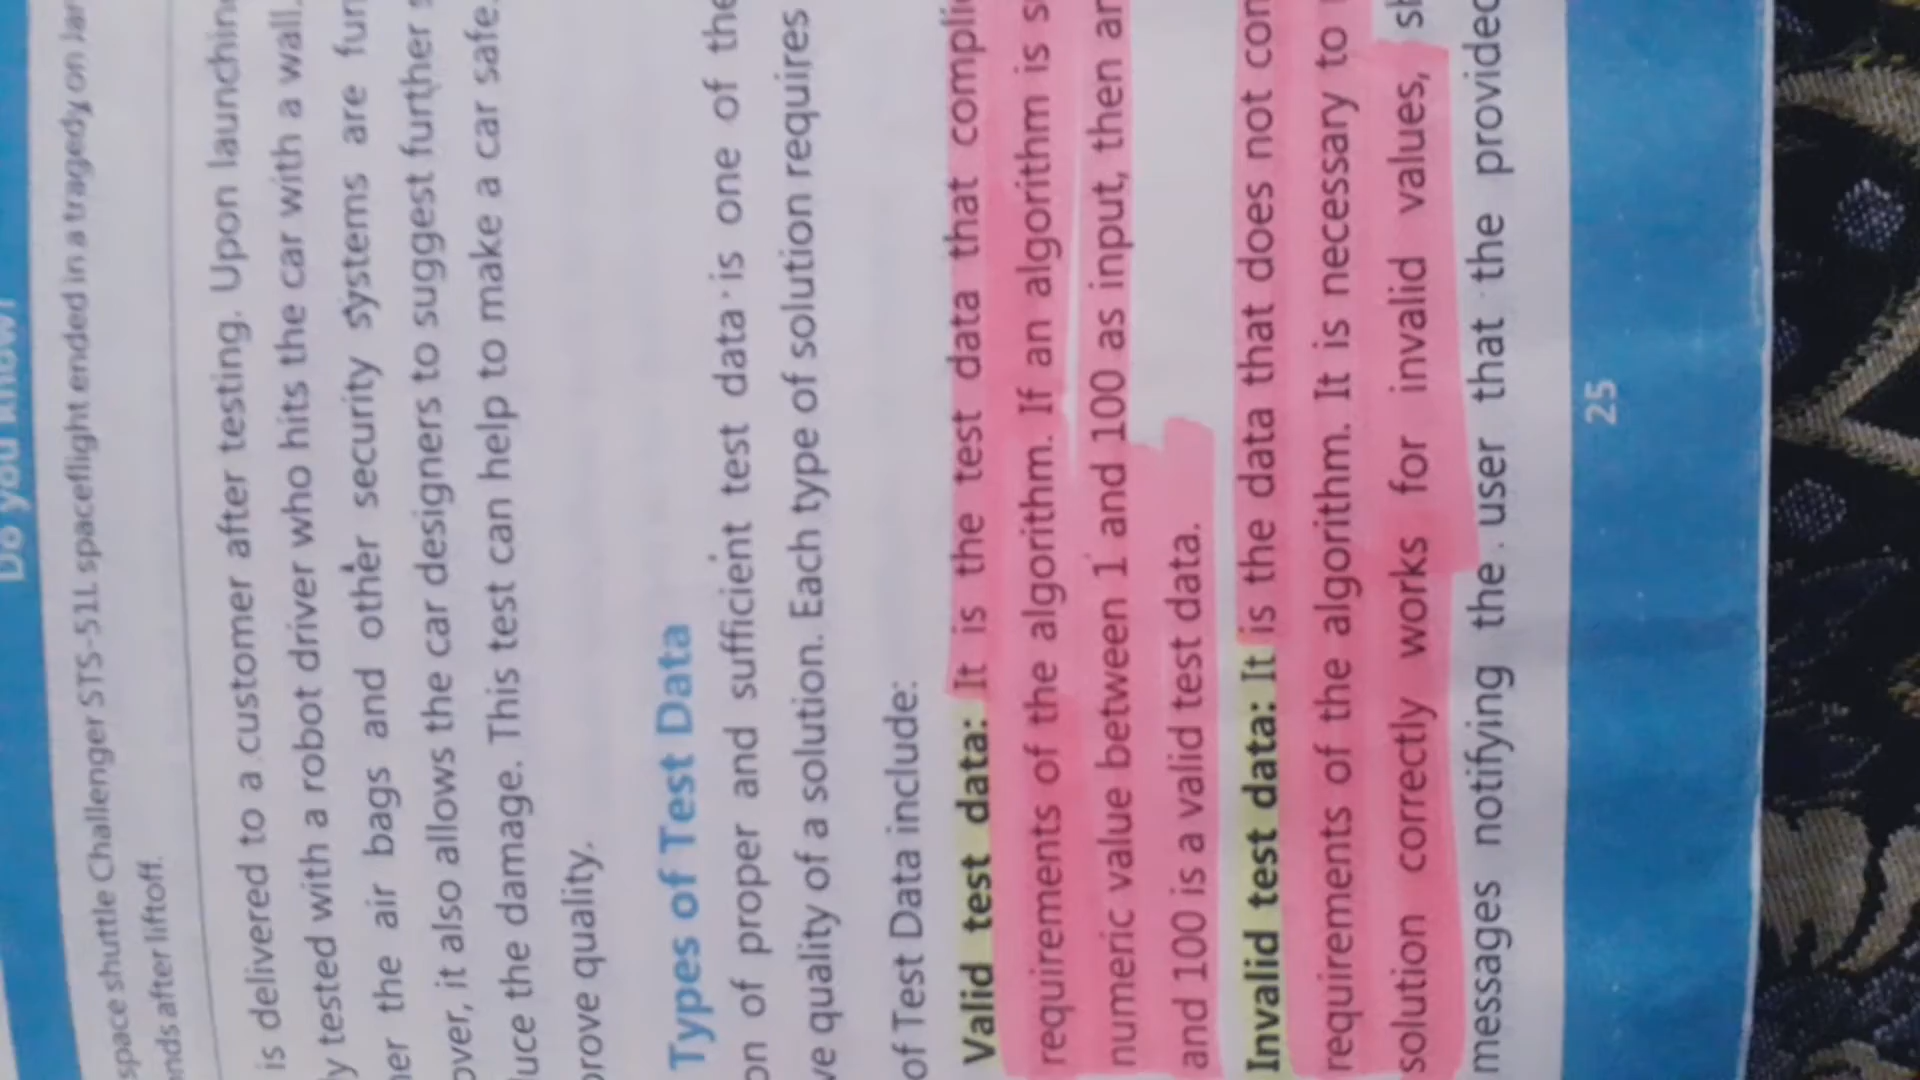 Do you know?
space shuttle Challenger STS-51L spaceflight ended in a tragedy on
nds after liftoff.
is delivered to a customer after testing. Upon
y tested with a robot driver who hits the car with a wall.
er the air bags and other security systems are
over, it also allows the car designers to suggest further
uce the damage. This test can help to make a car safe.
rove quality.
Types of Test Data
on of proper and sufficient test data is one of the
ve quality of a solution. Each type of solution requires
of Test Data include:
Valid test data: It is the test data that
requirements of the algorithm. If an algorithm is
numeric value between 1 and 100 as input, then
and 100 is a valid test data.
Invalid test data: It is the data that does not
requirements of the algorithm. It is necessary to
solution correctly works for invalid values,
messages notifying the user that the provided
25